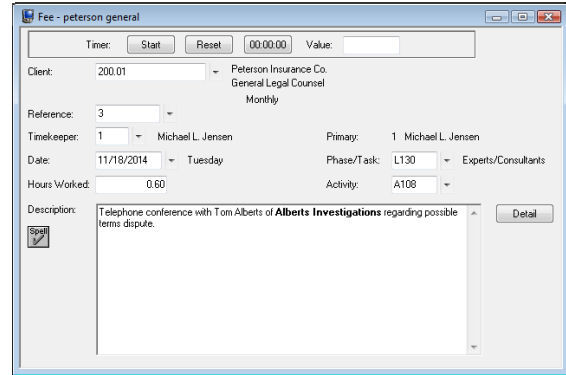 Fee - peterson general
Timer: Start Reset 00:00:00 Value:
Client: 200.01 Peterson Insurance Co.
General Legal Counsel
Monthly
Reference: 3
Timekeeper: 1 Michael L. Jensen Primary: 1 Michael L. Jensen
Date: 11/18/2014 Tuesday Phase/Task: L130 Experts/Consultants
Hours Worked: 0.60 Activity: A108
Description: Telephone conference with Tom Alberts of Alberts Investigations regarding possible Detail
terms dispute.
Spell